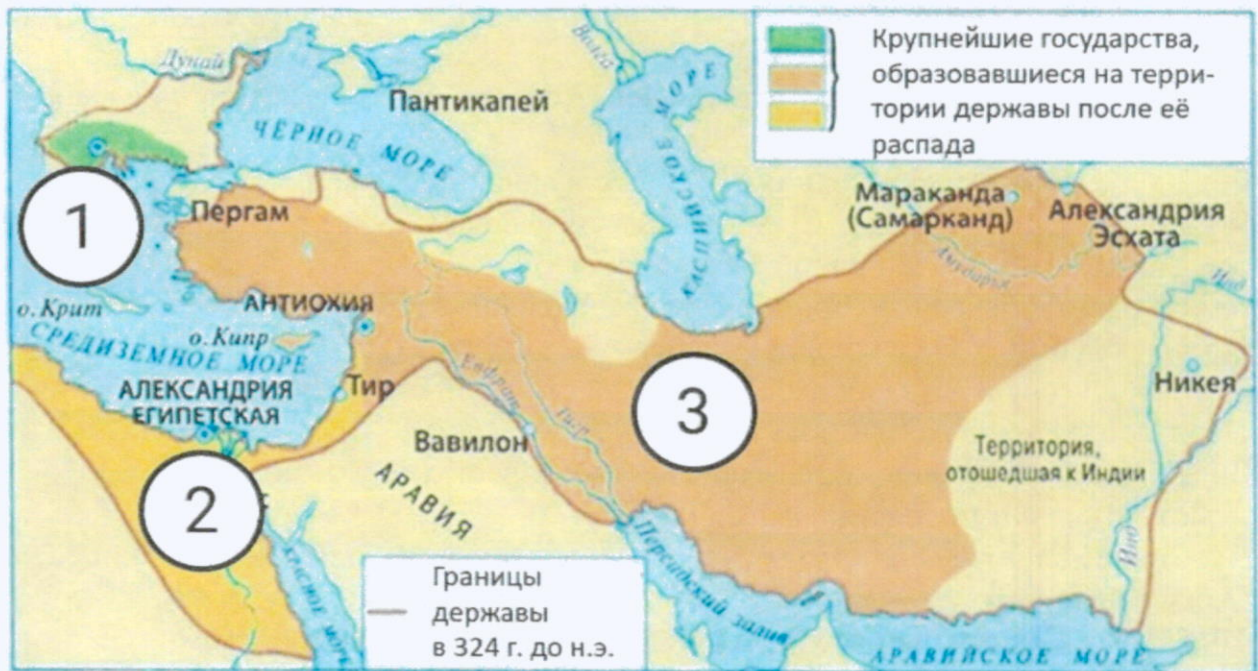 Крупнейшие государства,
образовавшиеся на терри-
тории державы после её
распада
Дунай
Волга
Пантикапей
ЧЁРНОЕ МОРЕ
КАСПИЙСКОЕ МОРЕ
Мараканда
(Самарканд)
Александрия
Эсхата
1
Пергам
Амударья
Инд
о. Крит
АНТИОХИЯ
о. Кипр
СРЕДИЗЕМНОЕ МОРЕ
Тир
АЛЕКСАНДРИЯ
ЕГИПЕТСКАЯ
Евфрат
Тигр
3
Никея
Вавилон
Территория,
отошедшая к Индии
АРАВИЯ
2
Инд
КРАСНОЕ МОРЕ
Персидский залив
Границы
державы
в 324 г. до н.э.
АРАВИЙСКОЕ МОРЕ